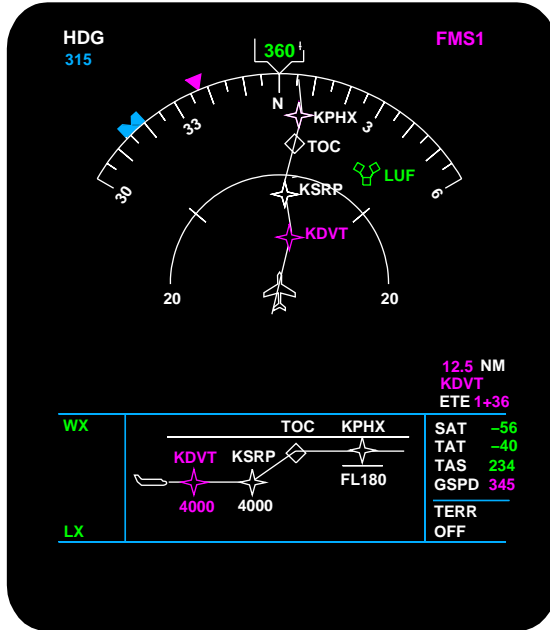 HDG
FMS1
315
360
N
33
3
30
6
KPHX
TOC
LUF
KSRP
KDVT
20
20
12.5 NM
KDVT
ETE 1+36
WX
TOC KPHX
SAT –56
KDVT KSRP
TAT –40
TAS 234
FL180
GSPD 345
4000 4000
TERR
LX
OFF